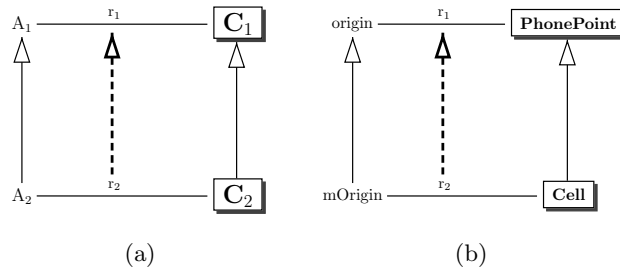 A1 r1 C1
origin r1 PhonePoint
A2 r2 C2
mOrigin r2 Cell
(a)
(b)